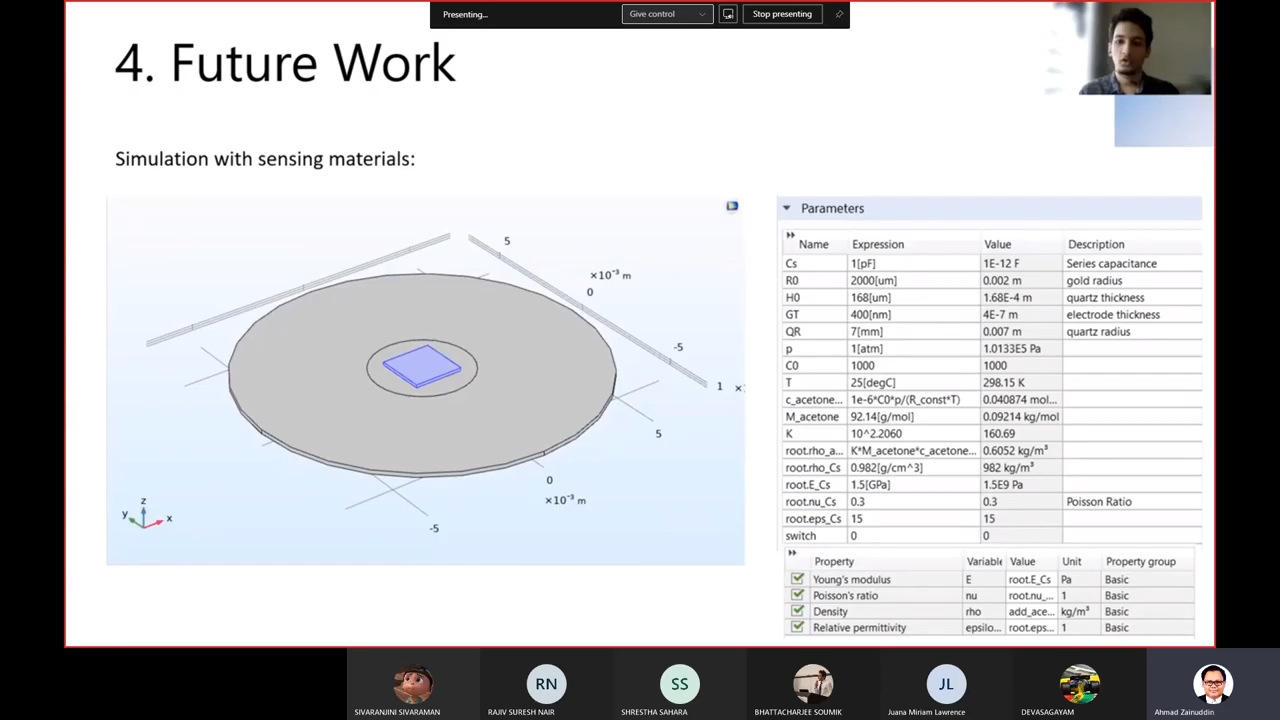 Presenting...
Give control
Stop presenting
4. Future Work
Simulation with sensing materials:
5
×10⁻³ m
0
-5
1
×
5
0
×10⁻³ m
-5
z
y
x
Parameters
Name Expression Value Description
Cs 1[pF] 1E-12 F Series capacitance
R0 2000[um] 0.002 m gold radius
H0 168[um] 1.68E-4 m quartz thickness
GT 400[nm] 4E-7 m electrode thickness
QR 7[mm] 0.007 m quartz radius
p 1[atm] 1.0133E5 Pa
C0 1000 1000
T 25[degC] 298.15 K
c_acetone... 1e-6*C0*p/(R_const*T) 0.040874 mol...
M_acetone 92.14[g/mol] 0.09214 kg/mol
K 10^2.2060 160.69
root.rho_a... K*M_acetone*c_acetone... 0.6052 kg/m³
root.rho_Cs 0.982[g/cm^3] 982 kg/m³
root.E_Cs 1.5[GPa] 1.5E9 Pa
root.nu_Cs 0.3 0.3 Poisson Ratio
root.eps_Cs 15 15
switch 0 0
Property Variable Value Unit Property group
Young's modulus E root.E_Cs Pa Basic
Poisson's ratio nu root.nu_... 1 Basic
Density rho add_ace... kg/m³ Basic
Relative permittivity epsilo... root.eps... 1 Basic
RN
SS
JL
SIVARANJINI SIVARAMAN
RAJIV SURESH NAIR
SHRESTHA SAHARA
BHATTACHARJEE SOUMIK
Juana Miriam Lawrence
DEVASAGAYAM
Ahmad Zainuddin